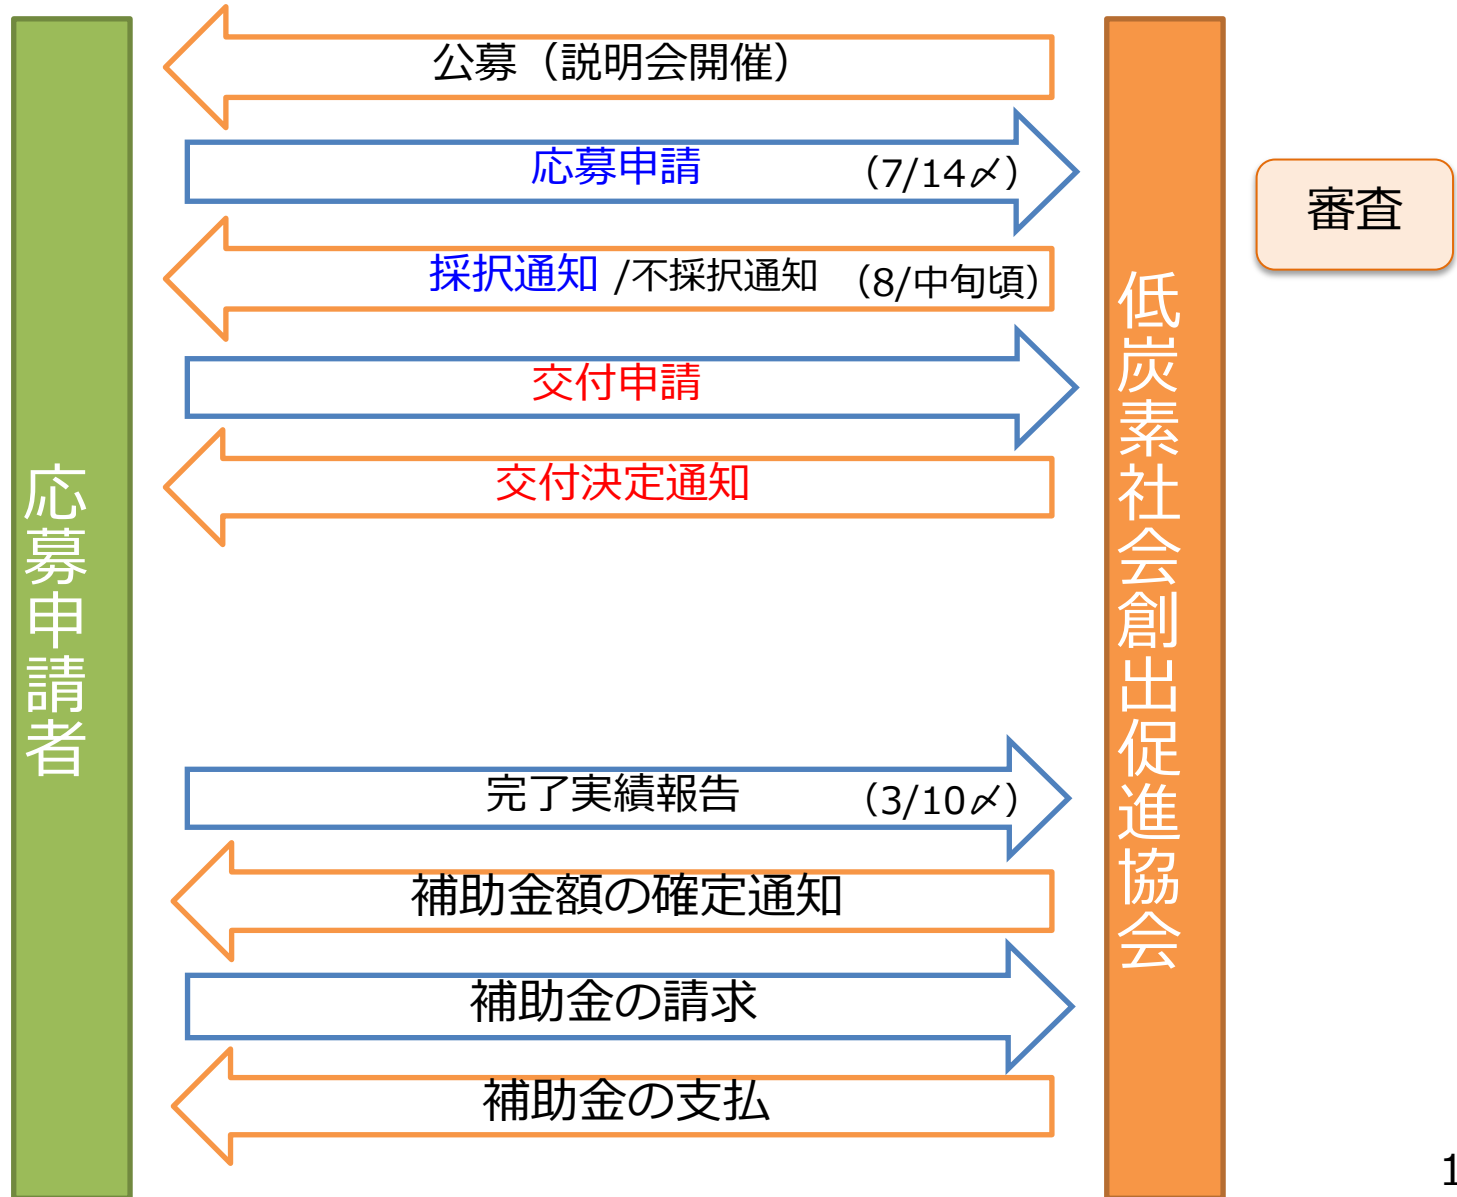 公募（説明会開催）
応募申請 （7/14〆）
審査
採択通知 /不採択通知 （8/中旬頃）
交付申請
交付決定通知
応募申請者
低炭素社会創出促進協会
完了実績報告 （3/10〆）
補助金額の確定通知
補助金の請求
補助金の支払
1